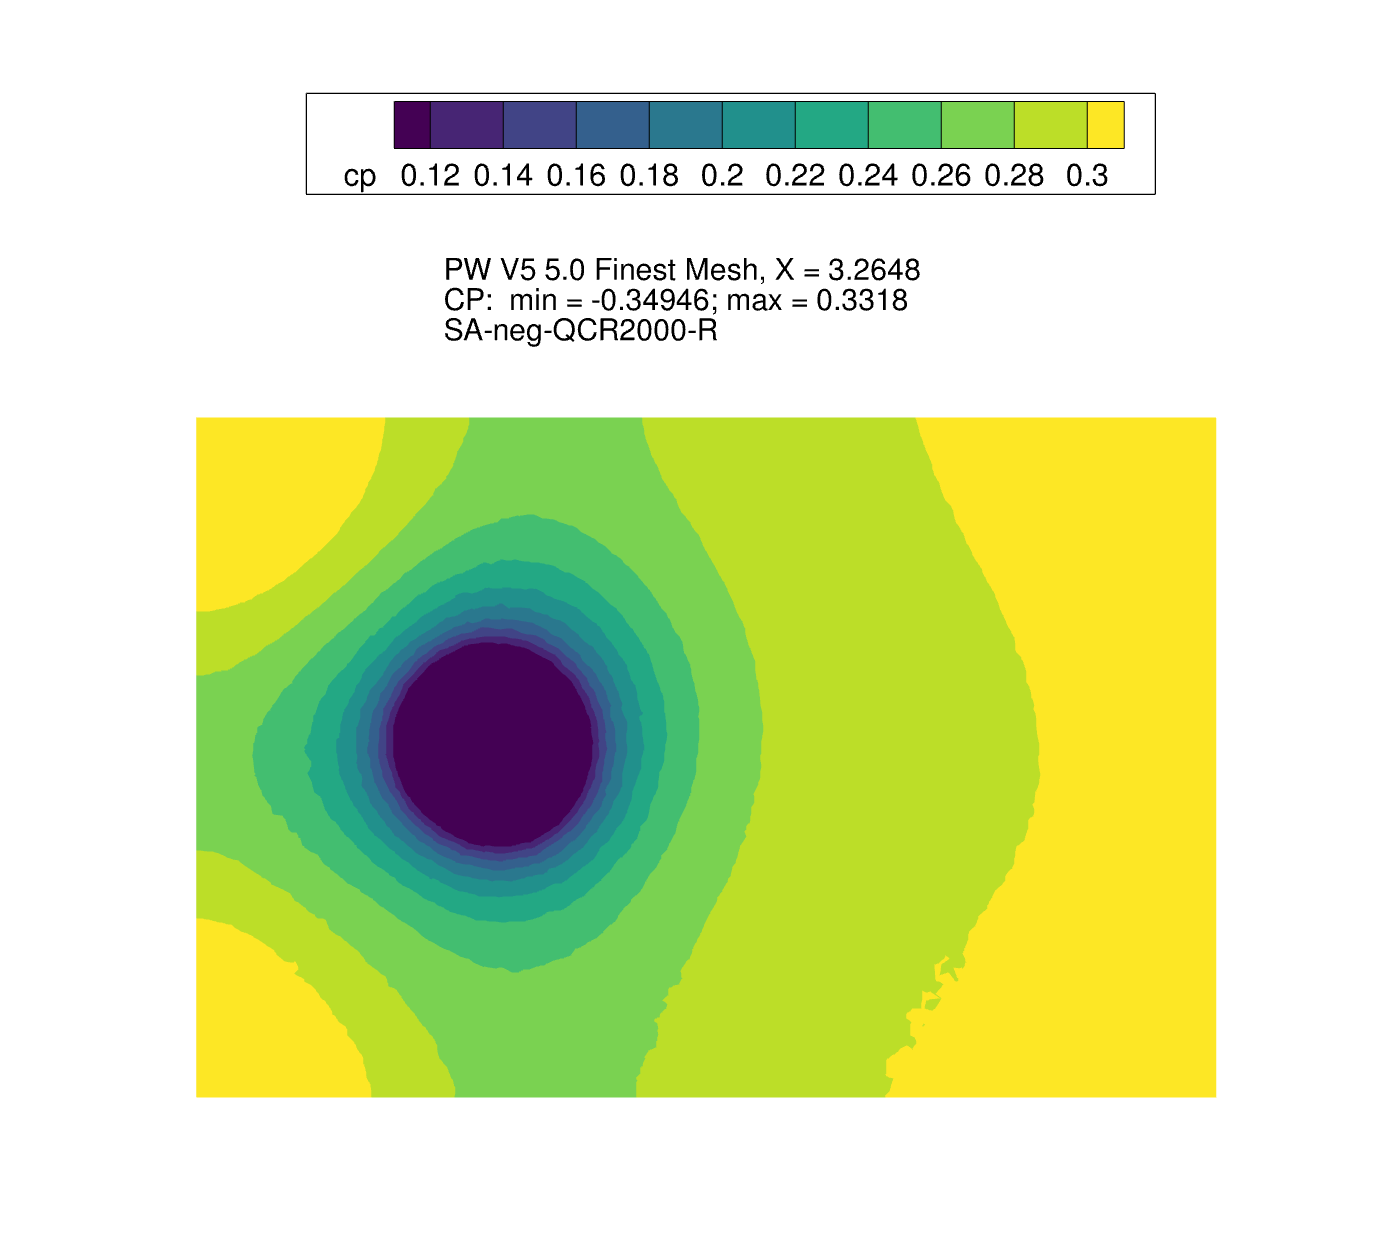 cp 0.12 0.14 0.16 0.18 0.2 0.22 0.24 0.26 0.28 0.3
PW V5 5.0 Finest Mesh, X = 3.2648
CP:  min = -0.34946; max = 0.3318
SA-neg-QCR2000-R